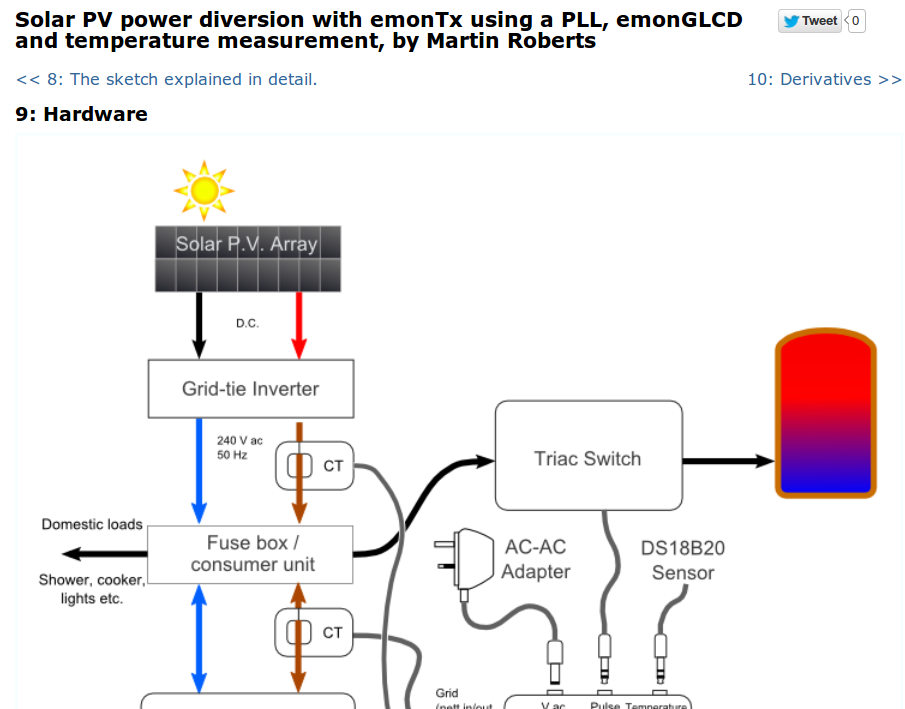 Solar PV power diversion with emonTx using a PLL, emonGLCD
and temperature measurement, by Martin Roberts
Tweet 0
<< 8: The sketch explained in detail.
10: Derivatives >>
9: Hardware
Solar P.V. Array
D.C.
Grid-tie Inverter
240 V ac
50 Hz
CT
Triac Switch
Domestic loads
Fuse box /
consumer unit
Shower, cooker,
lights etc.
AC-AC
Adapter
DS18B20
Sensor
CT
Grid
(nett in/out
V ac
Pulse
Temperature